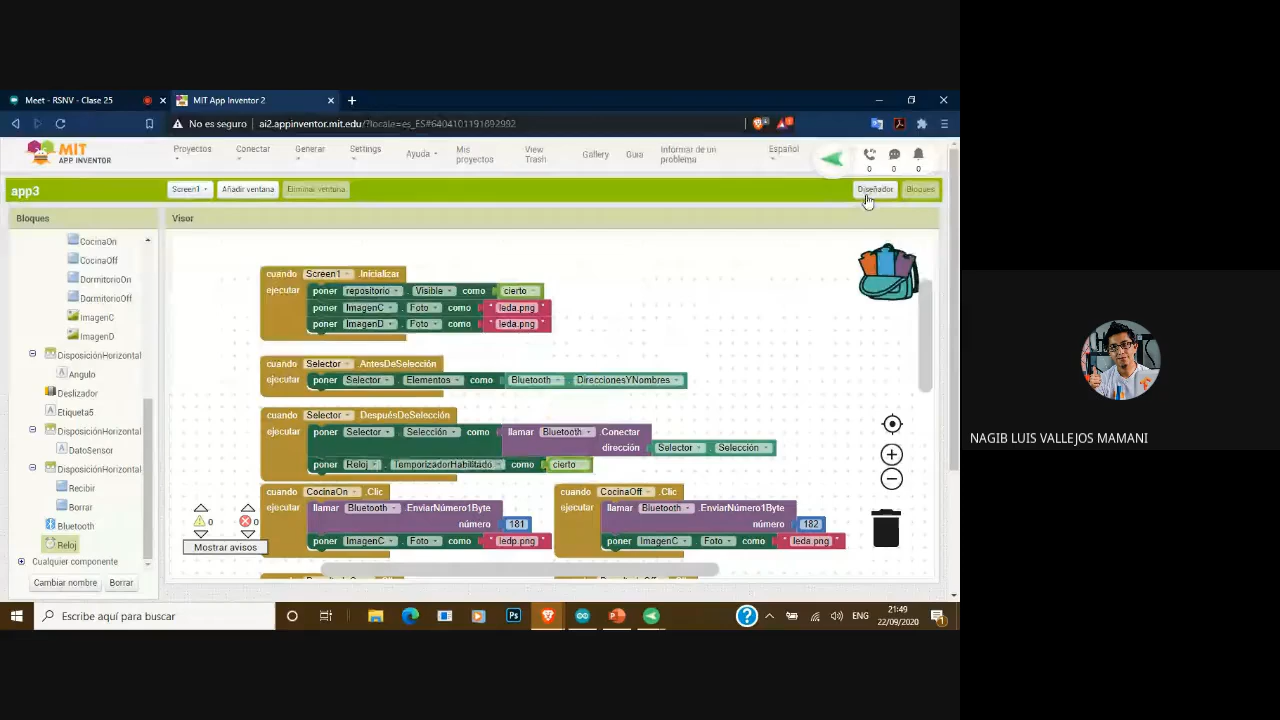 Meet - RSNV - Clase 25
MIT App Inventor 2
No es seguro
ai2.appinventor.mit.edu/?locale=es_ES#6404101191892992
MIT
APP INVENTOR
Proyectos
Conectar
Generar
Settings
Ayuda
Mis proyectos
View Trash
Gallery
Guia
Informar de un problema
Español
0 0 0
app3
Screen1
Añadir ventana
Eliminar ventana
Diseñador
Bloques
Bloques
Visor
CocinaOn
CocinaOff
DormitorioOn
DormitorioOff
ImagenC
ImagenD
DisposiciónHorizontal
Angulo
Deslizador
Etiqueta5
DisposiciónHorizontal
DatoSensor
DisposiciónHorizontal
Recibir
Borrar
Bluetooth
Reloj
Cualquier componente
Cambiar nombre
Borrar
cuando Screen1 .Inicializar
ejecutar poner repositorio . Visible como cierto
poner ImagenC . Foto como " leda.png "
poner ImagenD . Foto como " leda.png "
cuando Selector .AntesDeSelección
ejecutar poner Selector . Elementos como Bluetooth . DireccionesYNombres
cuando Selector .DespuésDeSelección
ejecutar poner Selector . Selección como llamar Bluetooth .Conectar
dirección Selector . Selección
poner Reloj . TemporizadorHabilitado como cierto
cuando CocinaOn .Clic
ejecutar llamar Bluetooth .EnviarNúmero1Byte
número 181
poner ImagenC . Foto como " ledp.png "
cuando CocinaOff .Clic
ejecutar llamar Bluetooth .EnviarNúmero1Byte
número 182
poner ImagenC . Foto como " leda.png "
0 0
Mostrar avisos
Escribe aquí para buscar
ENG
21:49
22/09/2020
NAGIB LUIS VALLEJOS MAMANI